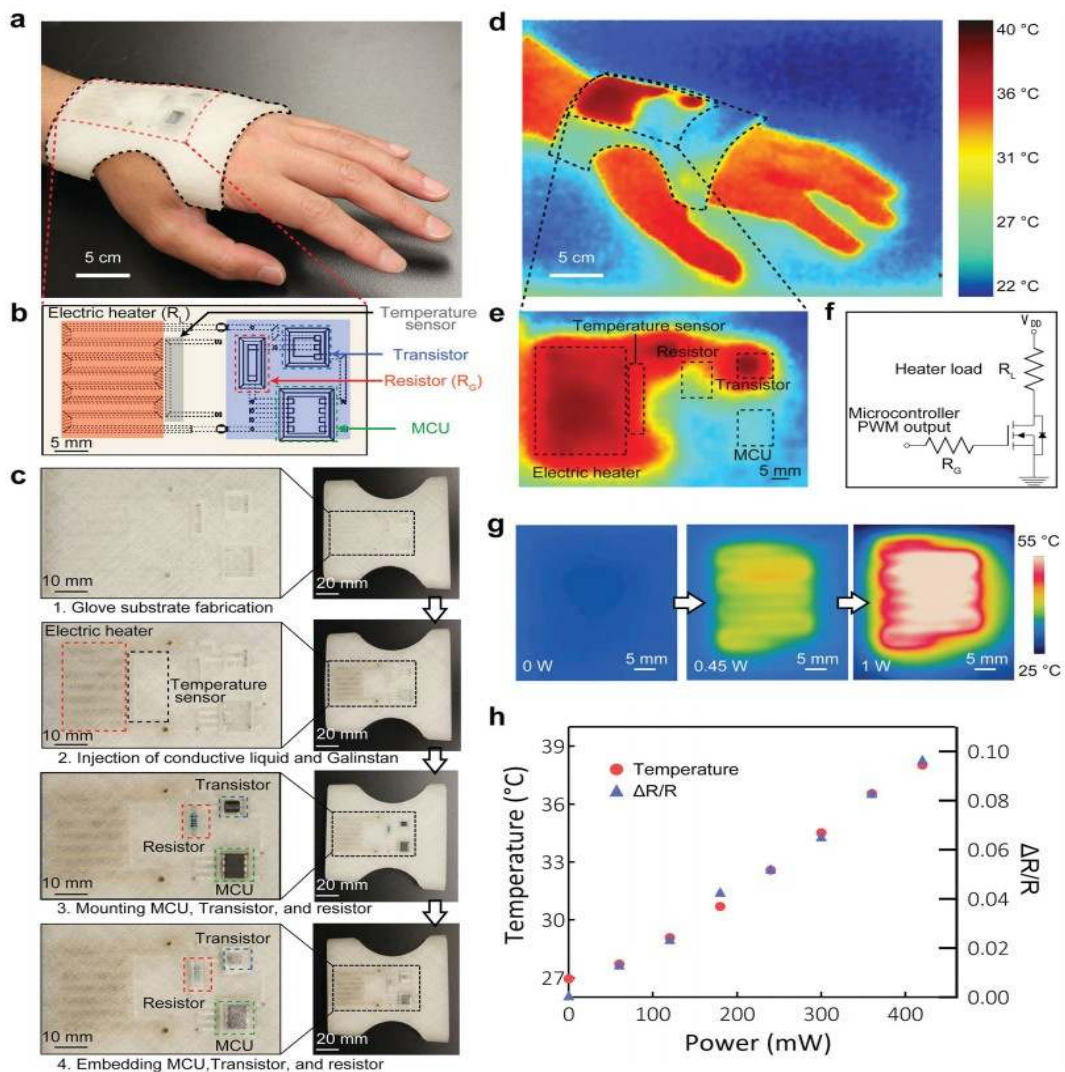 a
5 cm
d
5 cm
40 °C
36 °C
31 °C
27 °C
22 °C
b
Electric heater (R_L)
Temperature
sensor
Transistor
Resistor (R_G)
MCU
5 mm
e
Temperature sensor
Resistor
Transistor
MCU
Electric heater
5 mm
f
V_DD
Heater load
R_L
Microcontroller
PWM output
R_G
c
10 mm
20 mm
1. Glove substrate fabrication
Electric heater
Temperature
sensor
10 mm
20 mm
2. Injection of conductive liquid and Galinstan
Transistor
Resistor
MCU
10 mm
20 mm
3. Mounting MCU, Transistor, and resistor
Transistor
Resistor
MCU
10 mm
20 mm
4. Embedding MCU,Transistor, and resistor
g
0 W
5 mm
0.45 W
5 mm
1 W
5 mm
55 °C
25 °C
h
Temperature (°C)
39
36
33
30
27
Temperature
ΔR/R
0.10
0.08
0.06
0.04
0.02
0.00
ΔR/R
0
100
200
300
400
Power (mW)